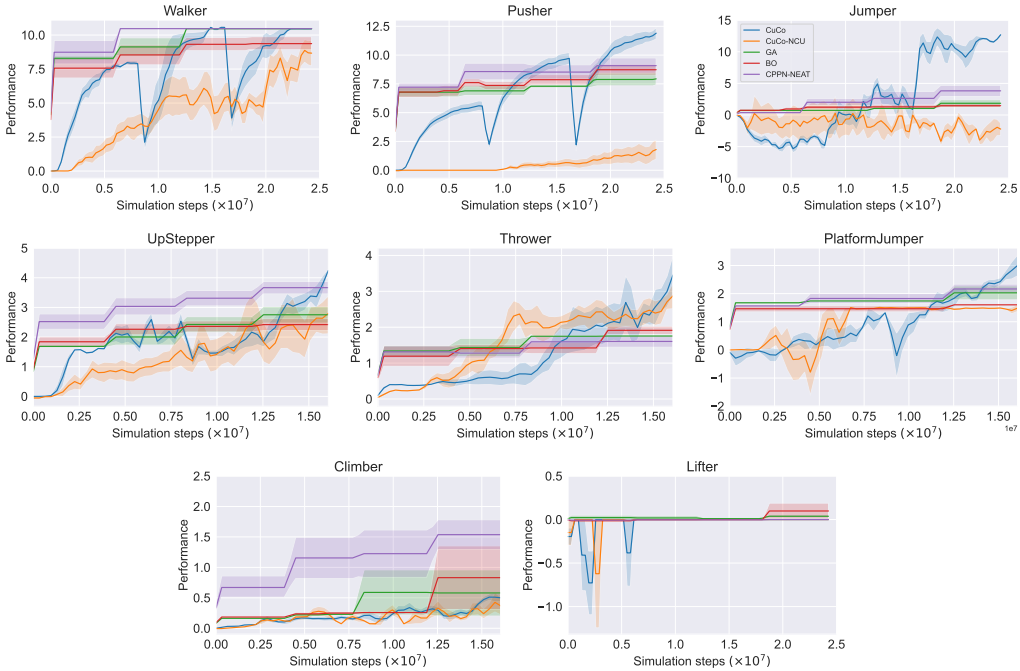 Walker
Performance
10.0
7.5
5.0
2.5
0.0
0.0 0.5 1.0 1.5 2.0 2.5
Simulation steps (×10⁷)
Pusher
Performance
12.5
10.0
7.5
5.0
2.5
0.0
0.0 0.5 1.0 1.5 2.0 2.5
Simulation steps (×10⁷)
Jumper
Performance
15
10
5
0
−5
−10
CuCo
CuCo-NCU
GA
BO
CPPN-NEAT
0.0 0.5 1.0 1.5 2.0 2.5
Simulation steps (×10⁷)
UpStepper
Performance
5
4
3
2
1
0
0.00 0.25 0.50 0.75 1.00 1.25 1.50
Simulation steps (×10⁷)
Thrower
Performance
4
3
2
1
0
0.00 0.25 0.50 0.75 1.00 1.25 1.50
Simulation steps (×10⁷)
PlatformJumper
Performance
3
2
1
0
−1
−2
0.00 0.25 0.50 0.75 1.00 1.25 1.50
1e7
Simulation steps (×10⁷)
Climber
Performance
2.5
2.0
1.5
1.0
0.5
0.0
0.00 0.25 0.50 0.75 1.00 1.25 1.50
Simulation steps (×10⁷)
Lifter
Performance
0.5
0.0
−0.5
−1.0
0.0 0.5 1.0 1.5 2.0 2.5
Simulation steps (×10⁷)